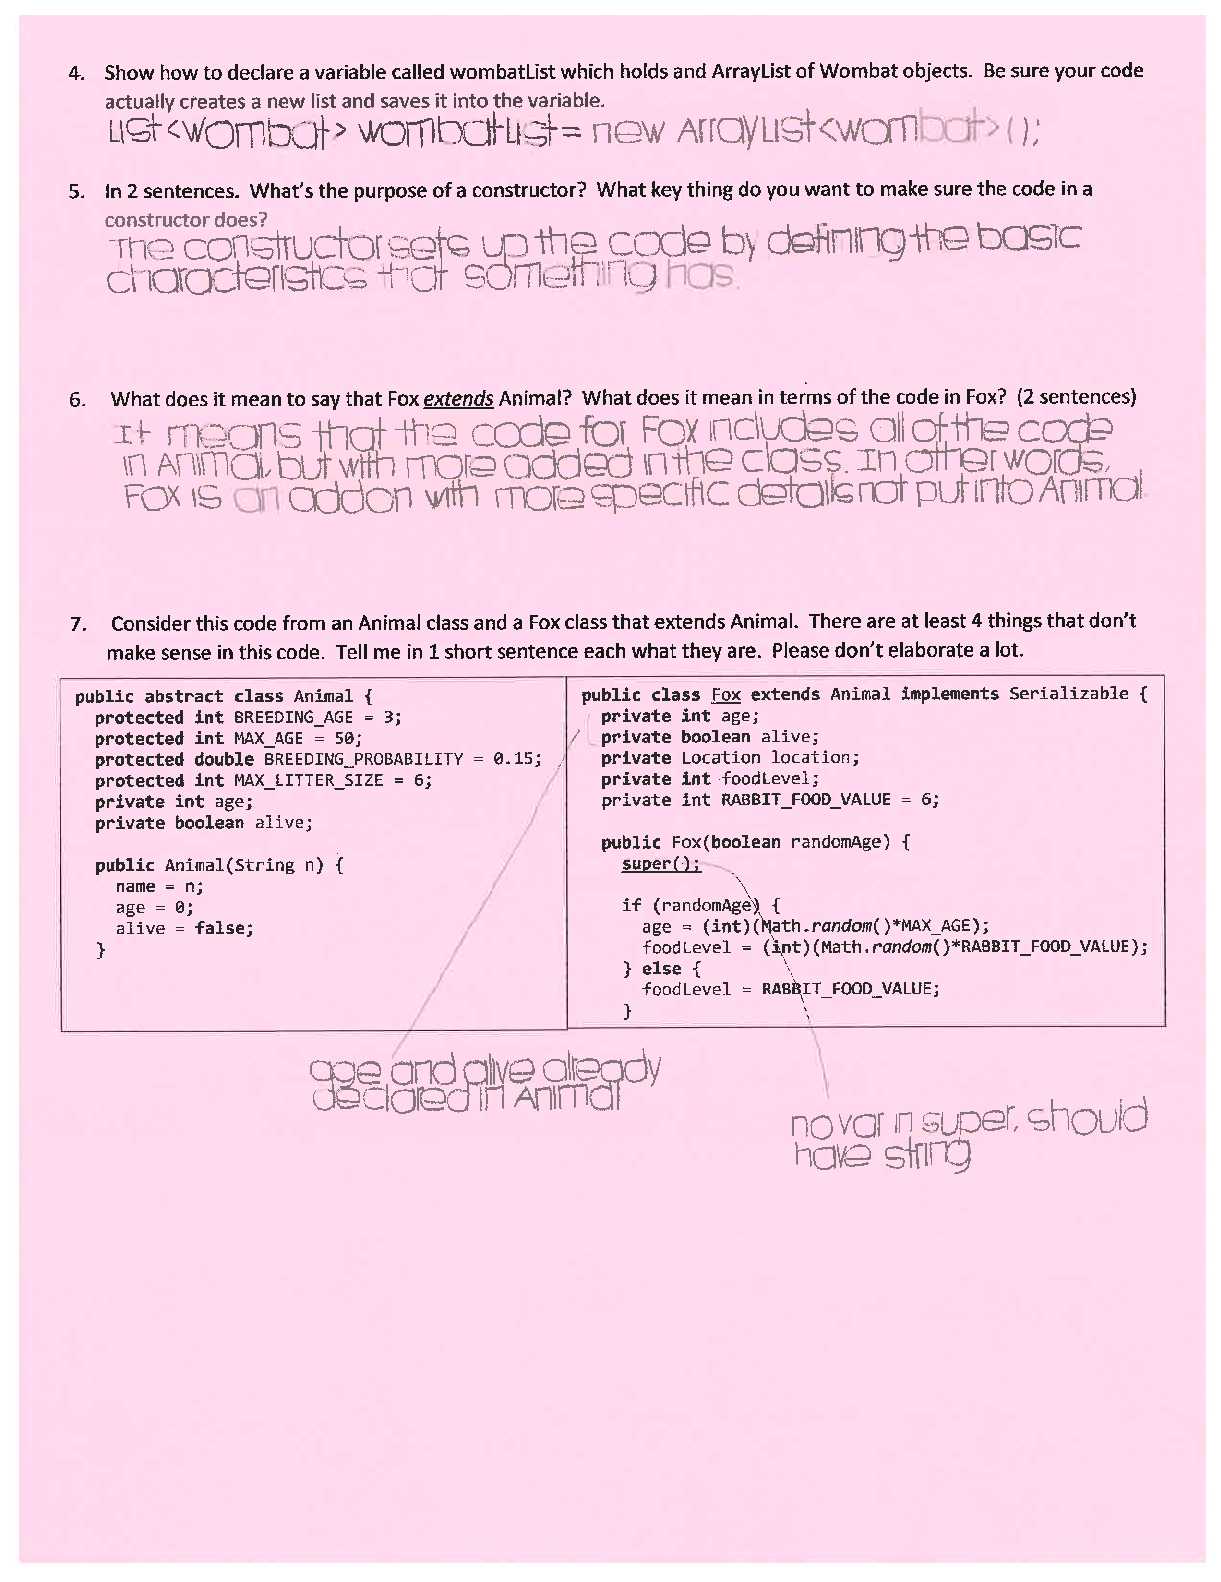 4. Show how to declare a variable called wombatList which holds and ArrayList of Wombat objects. Be sure your code
actually creates a new list and saves it into the variable.
List<Wombat> wombatList = new ArrayList<Wombat>();
5. In 2 sentences. What's the purpose of a constructor? What key thing do you want to make sure the code in a
constructor does?
The constructor sets up the code by defining the basic
characteristics that something has.
6. What does it mean to say that Fox extends Animal? What does it mean in terms of the code in Fox? (2 sentences)
It means that the code for Fox includes all of the code
in Animal, but with more added in the class. In other words,
Fox is an addon with more specific details not put into Animal
7. Consider this code from an Animal class and a Fox class that extends Animal. There are at least 4 things that don't
make sense in this code. Tell me in 1 short sentence each what they are. Please don't elaborate a lot.
public abstract class Animal {
protected int BREEDING_AGE = 3;
protected int MAX_AGE = 50;
protected double BREEDING_PROBABILITY = 0.15;
protected int MAX_LITTER_SIZE = 6;
private int age;
private boolean alive;
public Animal(String n) {
name = n;
age = 0;
alive = false;
}
public class Fox extends Animal implements Serializable {
private int age;
private boolean alive;
private Location location;
private int foodLevel;
private int RABBIT_FOOD_VALUE = 6;
public Fox(boolean randomAge) {
super();
if (randomAge) {
age = (int)(Math.random()*MAX_AGE);
foodLevel = (int)(Math.random()*RABBIT_FOOD_VALUE);
} else {
foodLevel = RABBIT_FOOD_VALUE;
}
age and alive already
declared in Animal
no var in super, should
have string